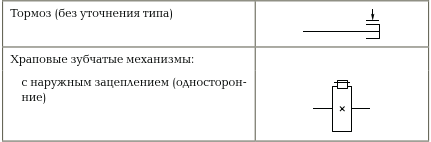 Тормоз (без уточнения типа)
Храповые зубчатые механизмы:
с наружным зацеплением (односторон-
ние)